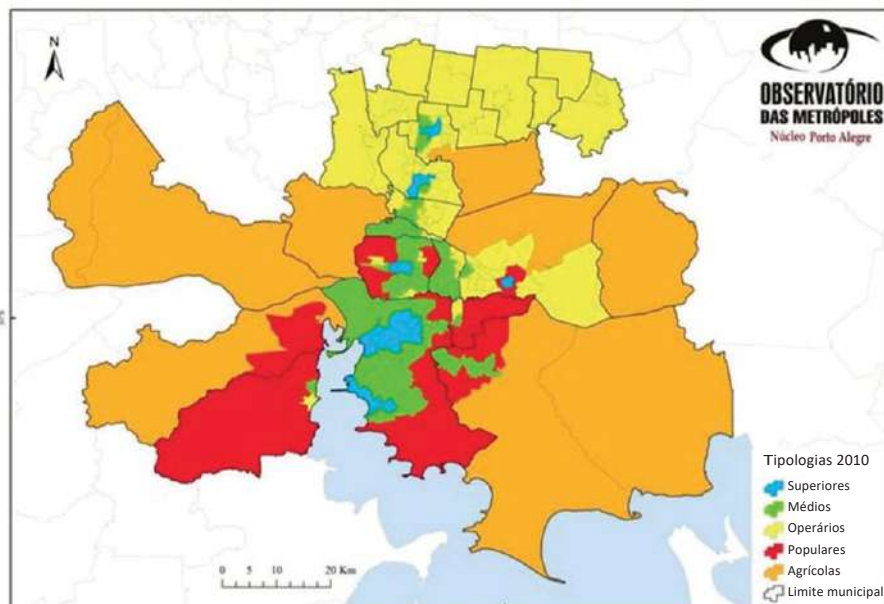 N
OBSERVATÓRIO
DAS METRÓPOLES
Núcleo Porto Alegre
Tipologias 2010
Superiores
Médios
Operários
Populares
Agrícolas
Limite municipal
0 5 10 20 Km